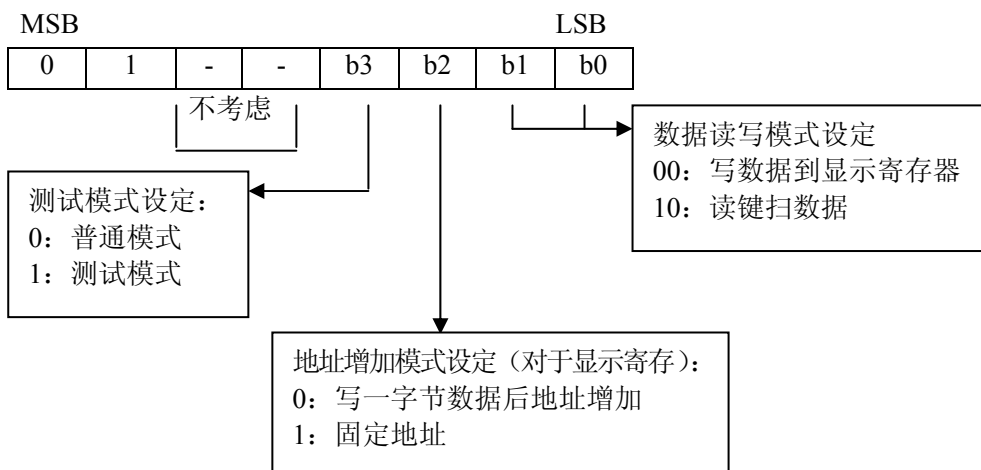 MSB LSB
0 1 - - b3 b2 b1 b0
不考虑
数据读写模式设定
00：写数据到显示寄存器
10：读键扫数据
测试模式设定：
0：普通模式
1：测试模式
地址增加模式设定（对于显示寄存）：
0：写一字节数据后地址增加
1：固定地址